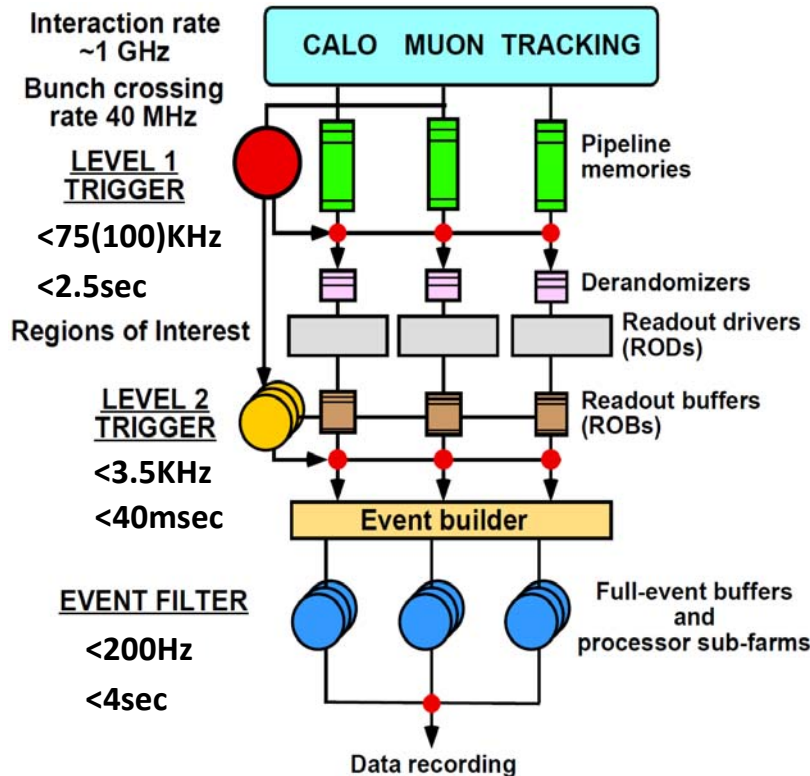 Interaction rate
~1 GHz
CALO MUON TRACKING
Bunch crossing
rate 40 MHz
Pipeline
memories
LEVEL 1
TRIGGER
<75(100)KHz
<2.5sec
Derandomizers
Regions of Interest
Readout drivers
(RODs)
LEVEL 2
TRIGGER
Readout buffers
(ROBs)
<3.5KHz
<40msec
Event builder
EVENT FILTER
<200Hz
<4sec
Full-event buffers
and
processor sub-farms
Data recording